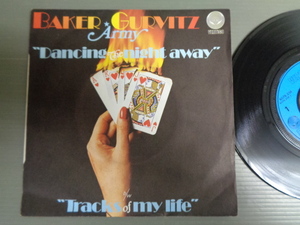 BAKER GURVITZ
Army
"Dancing the night away"
"Tracks of my life"